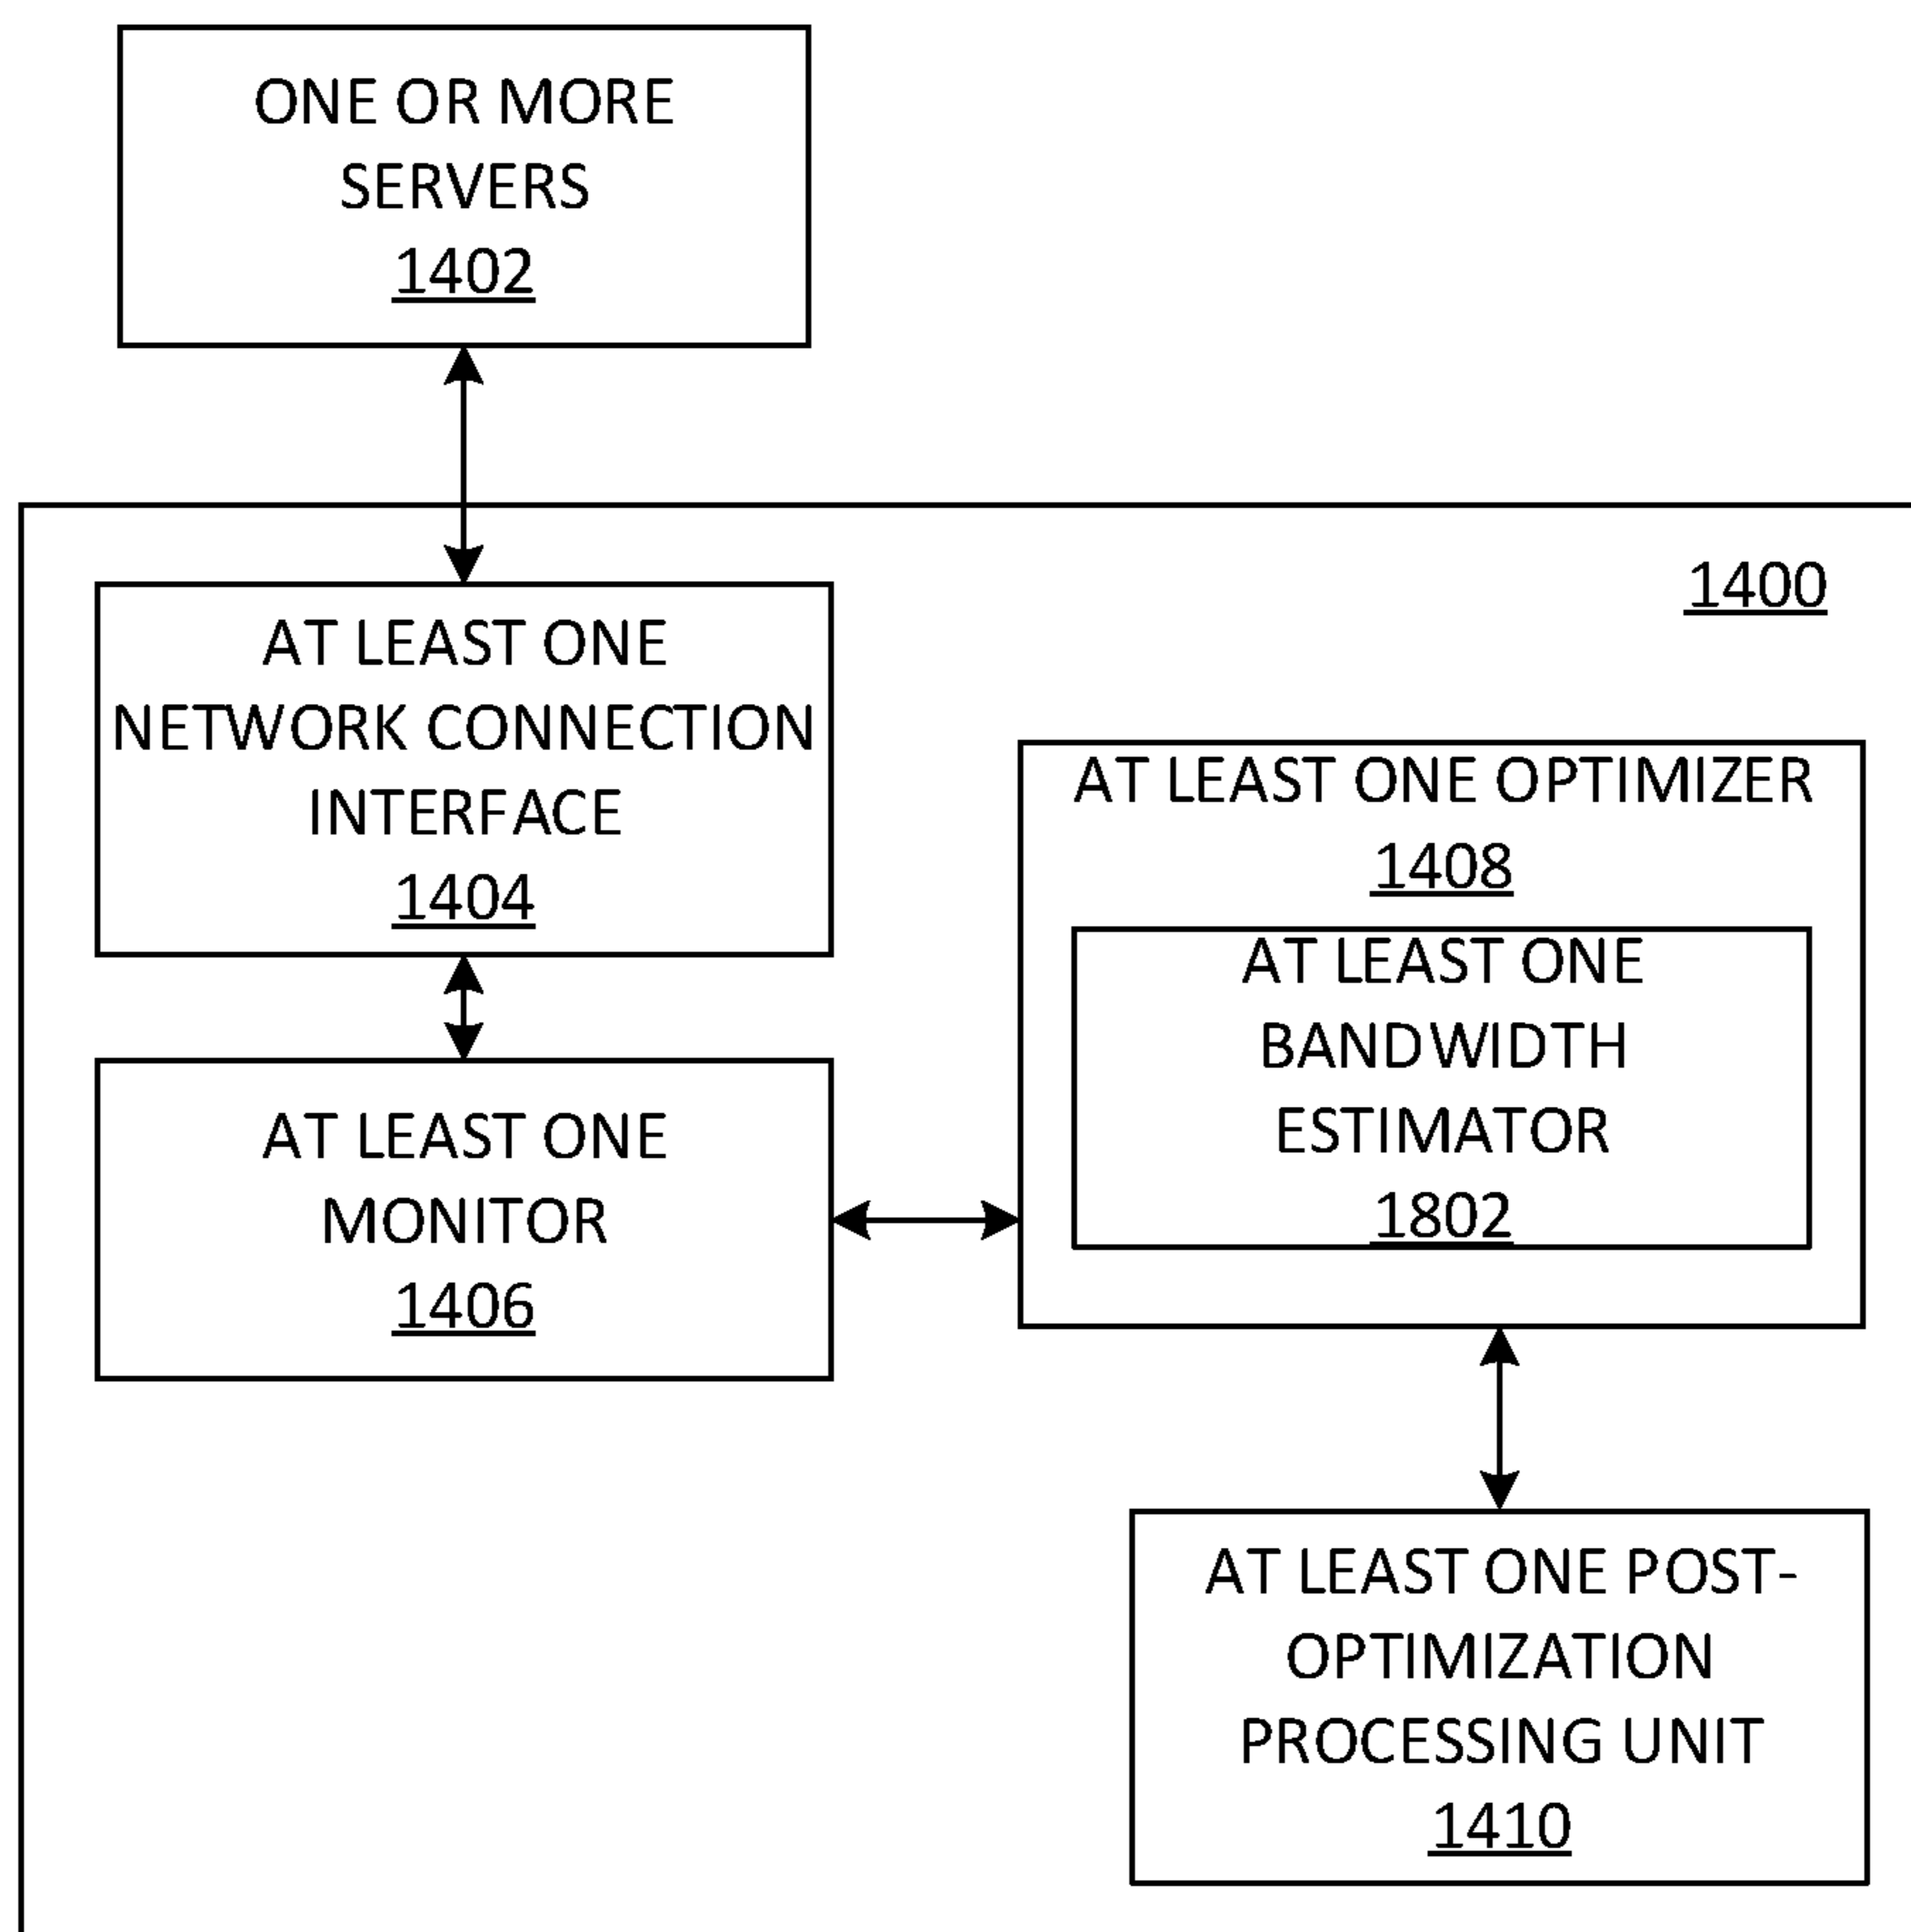 ONE OR MORE
SERVERS
1402
1400
AT LEAST ONE
NETWORK CONNECTION
INTERFACE
1404
AT LEAST ONE OPTIMIZER
1408
AT LEAST ONE
BANDWIDTH
ESTIMATOR
1802
AT LEAST ONE
MONITOR
1406
AT LEAST ONE POST-
OPTIMIZATION
PROCESSING UNIT
1410